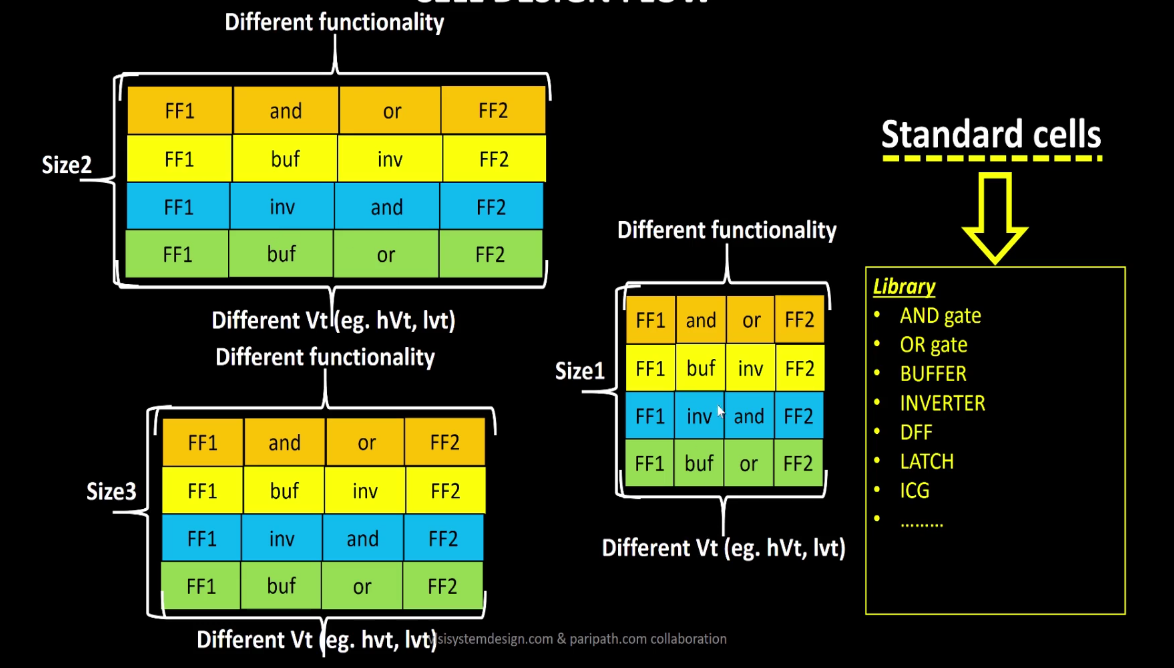 CELL DESIGN FLOW
Different functionality
Size2
FF1 and or FF2
FF1 buf inv FF2
FF1 inv and FF2
FF1 buf or FF2
Different Vt (eg. hVt, lvt)
Different functionality
Size3
FF1 and or FF2
FF1 buf inv FF2
FF1 inv and FF2
FF1 buf or FF2
Different Vt (eg. hvt, lvt)
Different functionality
Size1
FF1 and or FF2
FF1 buf inv FF2
FF1 inv and FF2
FF1 buf or FF2
Different Vt (eg. hVt, lvt)
Standard cells
Library
• AND gate
• OR gate
• BUFFER
• INVERTER
• DFF
• LATCH
• ICG
• .........
vlsisystemdesign.com & paripath.com collaboration